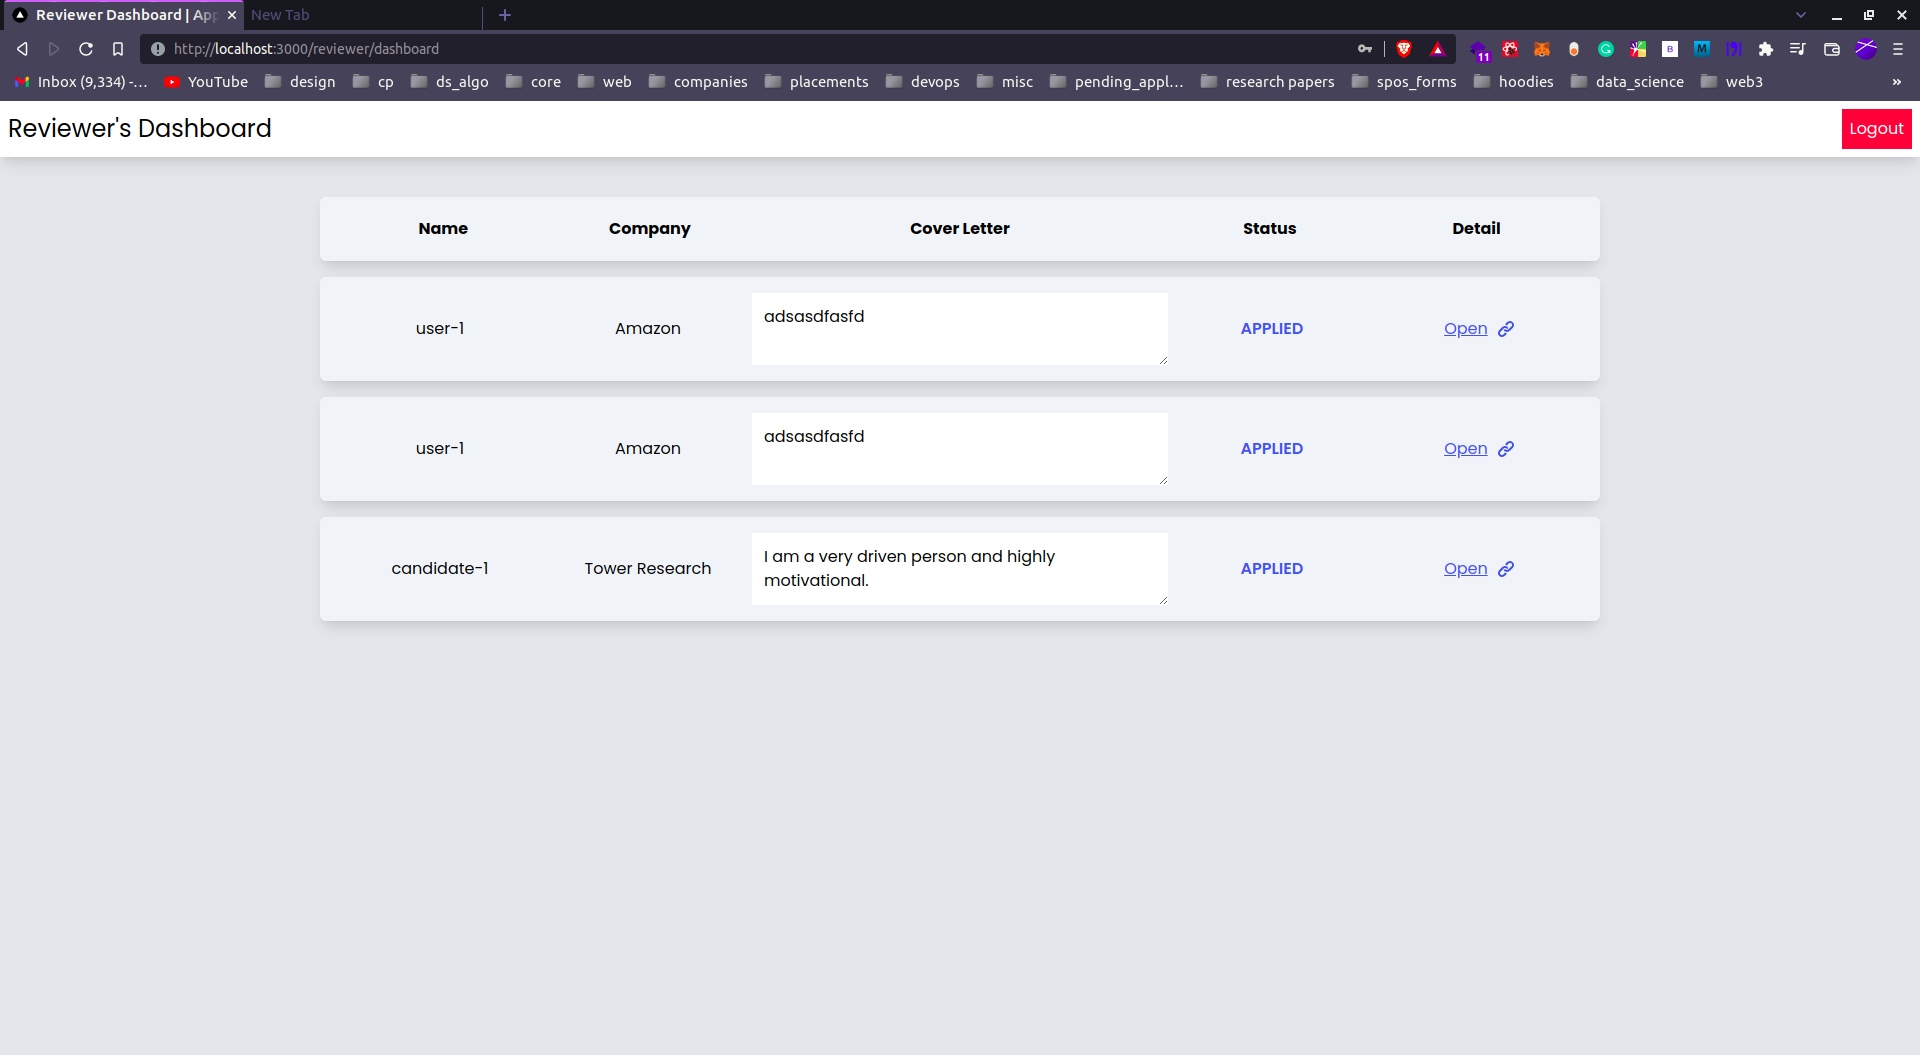 Reviewer Dashboard | App
New Tab
http://localhost:3000/reviewer/dashboard
11
B
M
Inbox (9,334) -... YouTube design cp ds_algo core web companies placements devops misc pending_appl... research papers spos_forms hoodies data_science web3 »
Reviewer's Dashboard
Logout
Name Company Cover Letter Status Detail
user-1 Amazon adsasdfasfd APPLIED Open
user-1 Amazon adsasdfasfd APPLIED Open
candidate-1 Tower Research I am a very driven person and highly
motivational. APPLIED Open